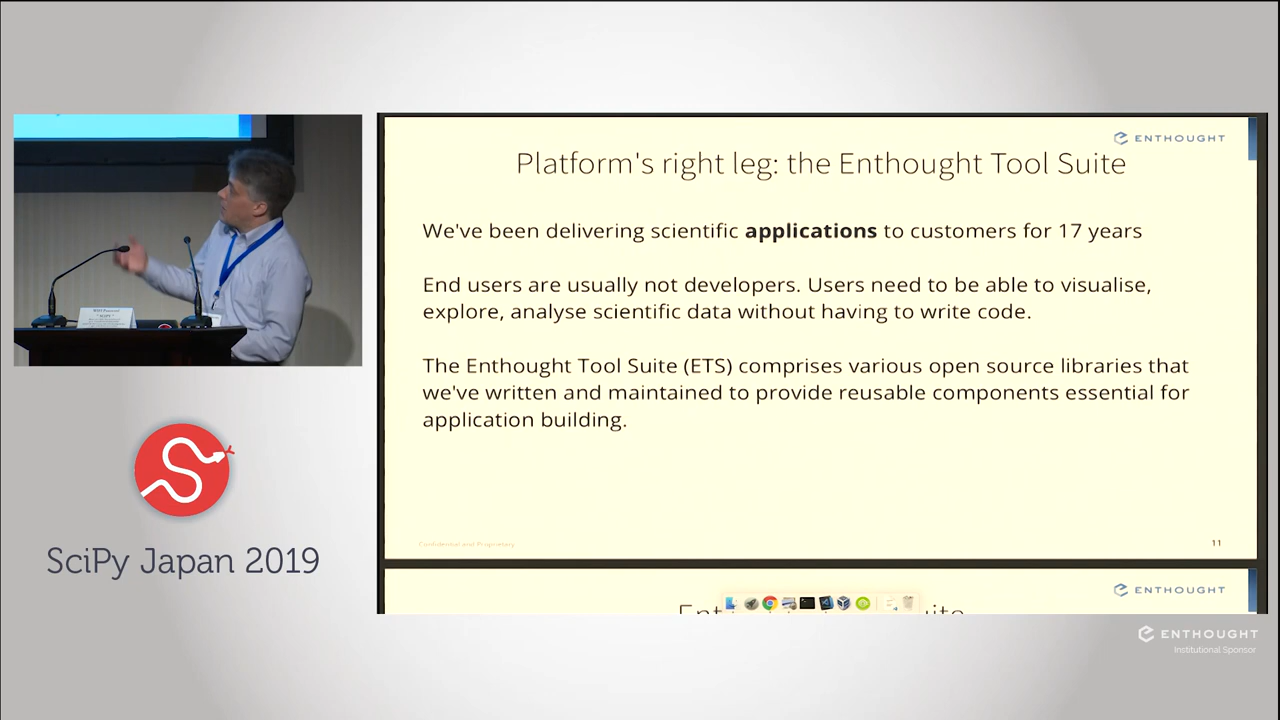 ENTHOUGHT
Platform's right leg: the Enthought Tool Suite
We've been delivering scientific applications to customers for 17 years
End users are usually not developers. Users need to be able to visualise,
explore, analyse scientific data without having to write code.
The Enthought Tool Suite (ETS) comprises various open source libraries that
we've written and maintained to provide reusable components essential for
application building.
Confidential and Proprietary
11
ENTHOUGHT
SciPy Japan 2019
ENTHOUGHT
Institutional Sponsor